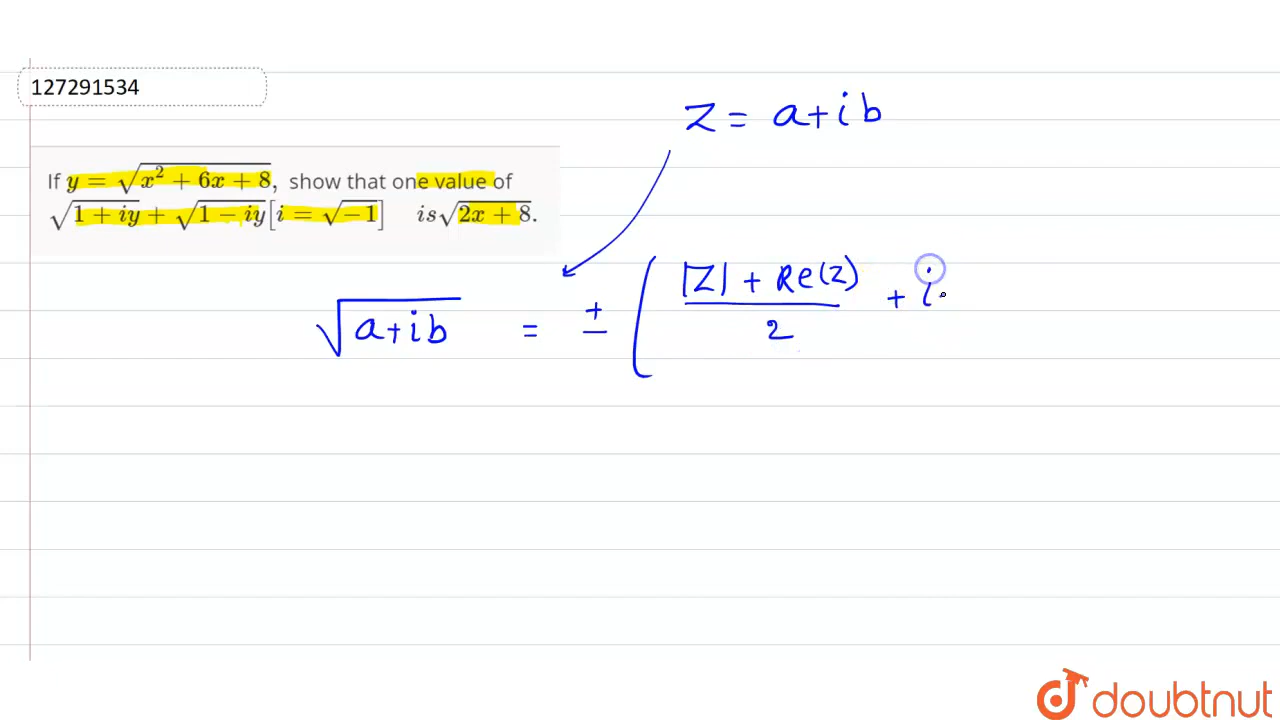 127291534
z = a+ib
If y = √(x² + 6x + 8), show that one value of
√(1 + iy) + √(1 − iy) [i = √−1] is √(2x + 8).
√(a+ib) = ± ( (|Z| + Re(Z))/2 + i
doubtnut